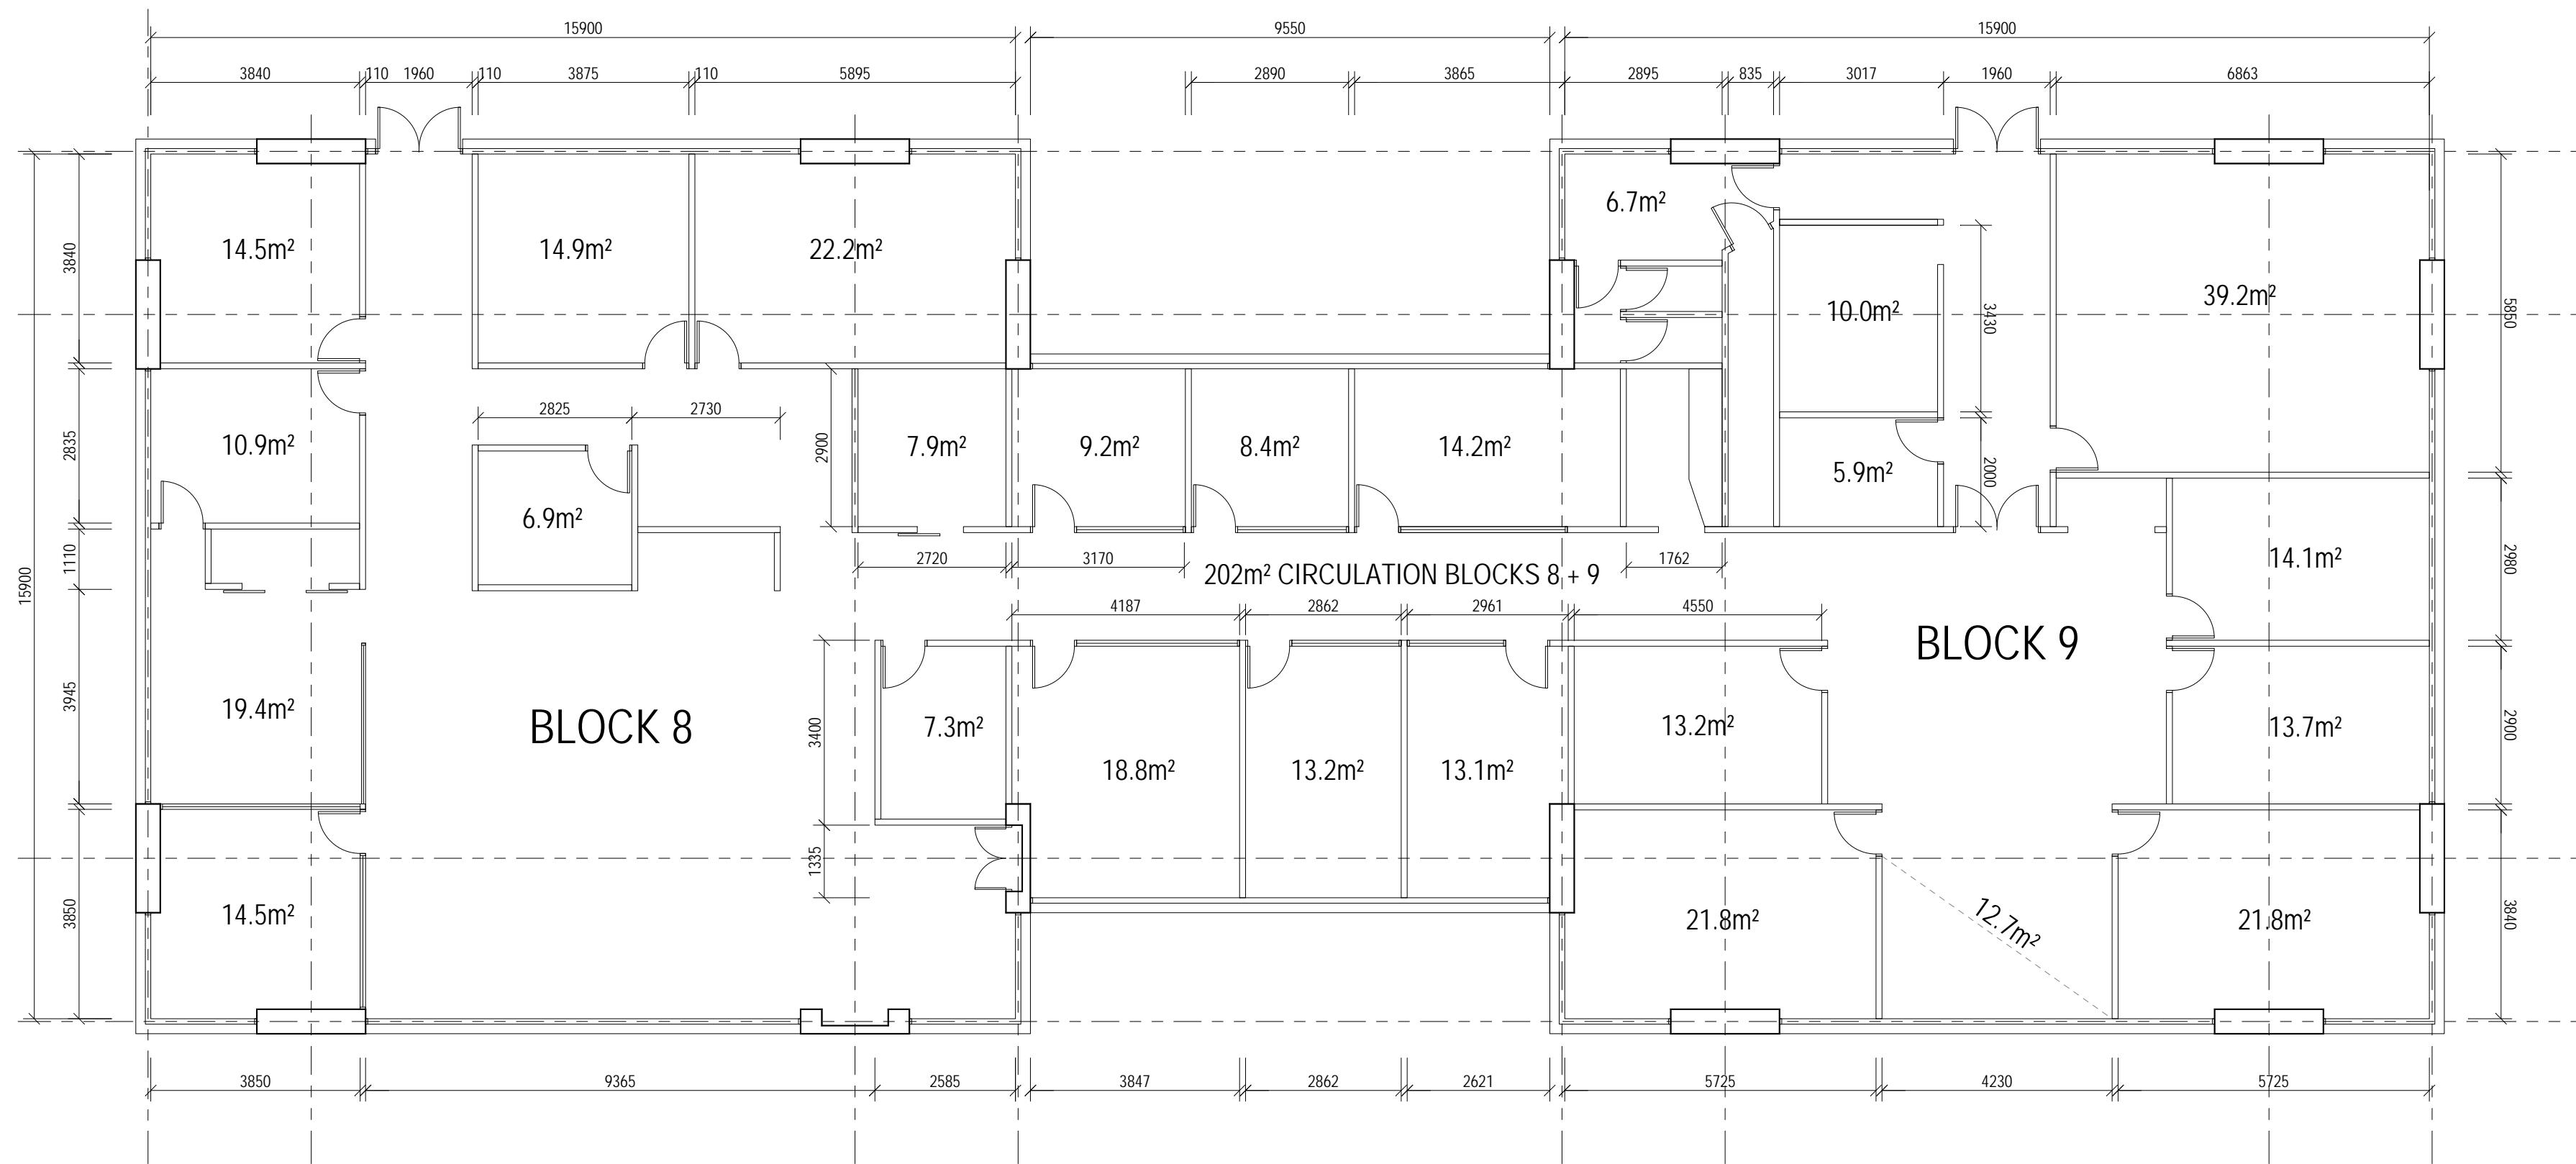 15900
9550
15900
3840
110
1960
110
3875
110
5895
2890
3865
2895
835
3017
1960
6863
3840
14.5m²
14.9m²
22.2m²
6.7m²
10.0m²
3430
39.2m²
5850
2835
10.9m²
2825
2730
2900
7.9m²
9.2m²
8.4m²
14.2m²
5.9m²
2000
6.9m²
15900
1110
2720
3170
202m² CIRCULATION BLOCKS 8 + 9
1762
14.1m²
2980
4187
2862
2961
4550
BLOCK 9
3945
19.4m²
BLOCK 8
3400
7.3m²
18.8m²
13.2m²
13.1m²
13.2m²
13.7m²
2900
1335
3850
14.5m²
21.8m²
12.7m²
21.8m²
3840
3850
9365
2585
3847
2862
2621
5725
4230
5725